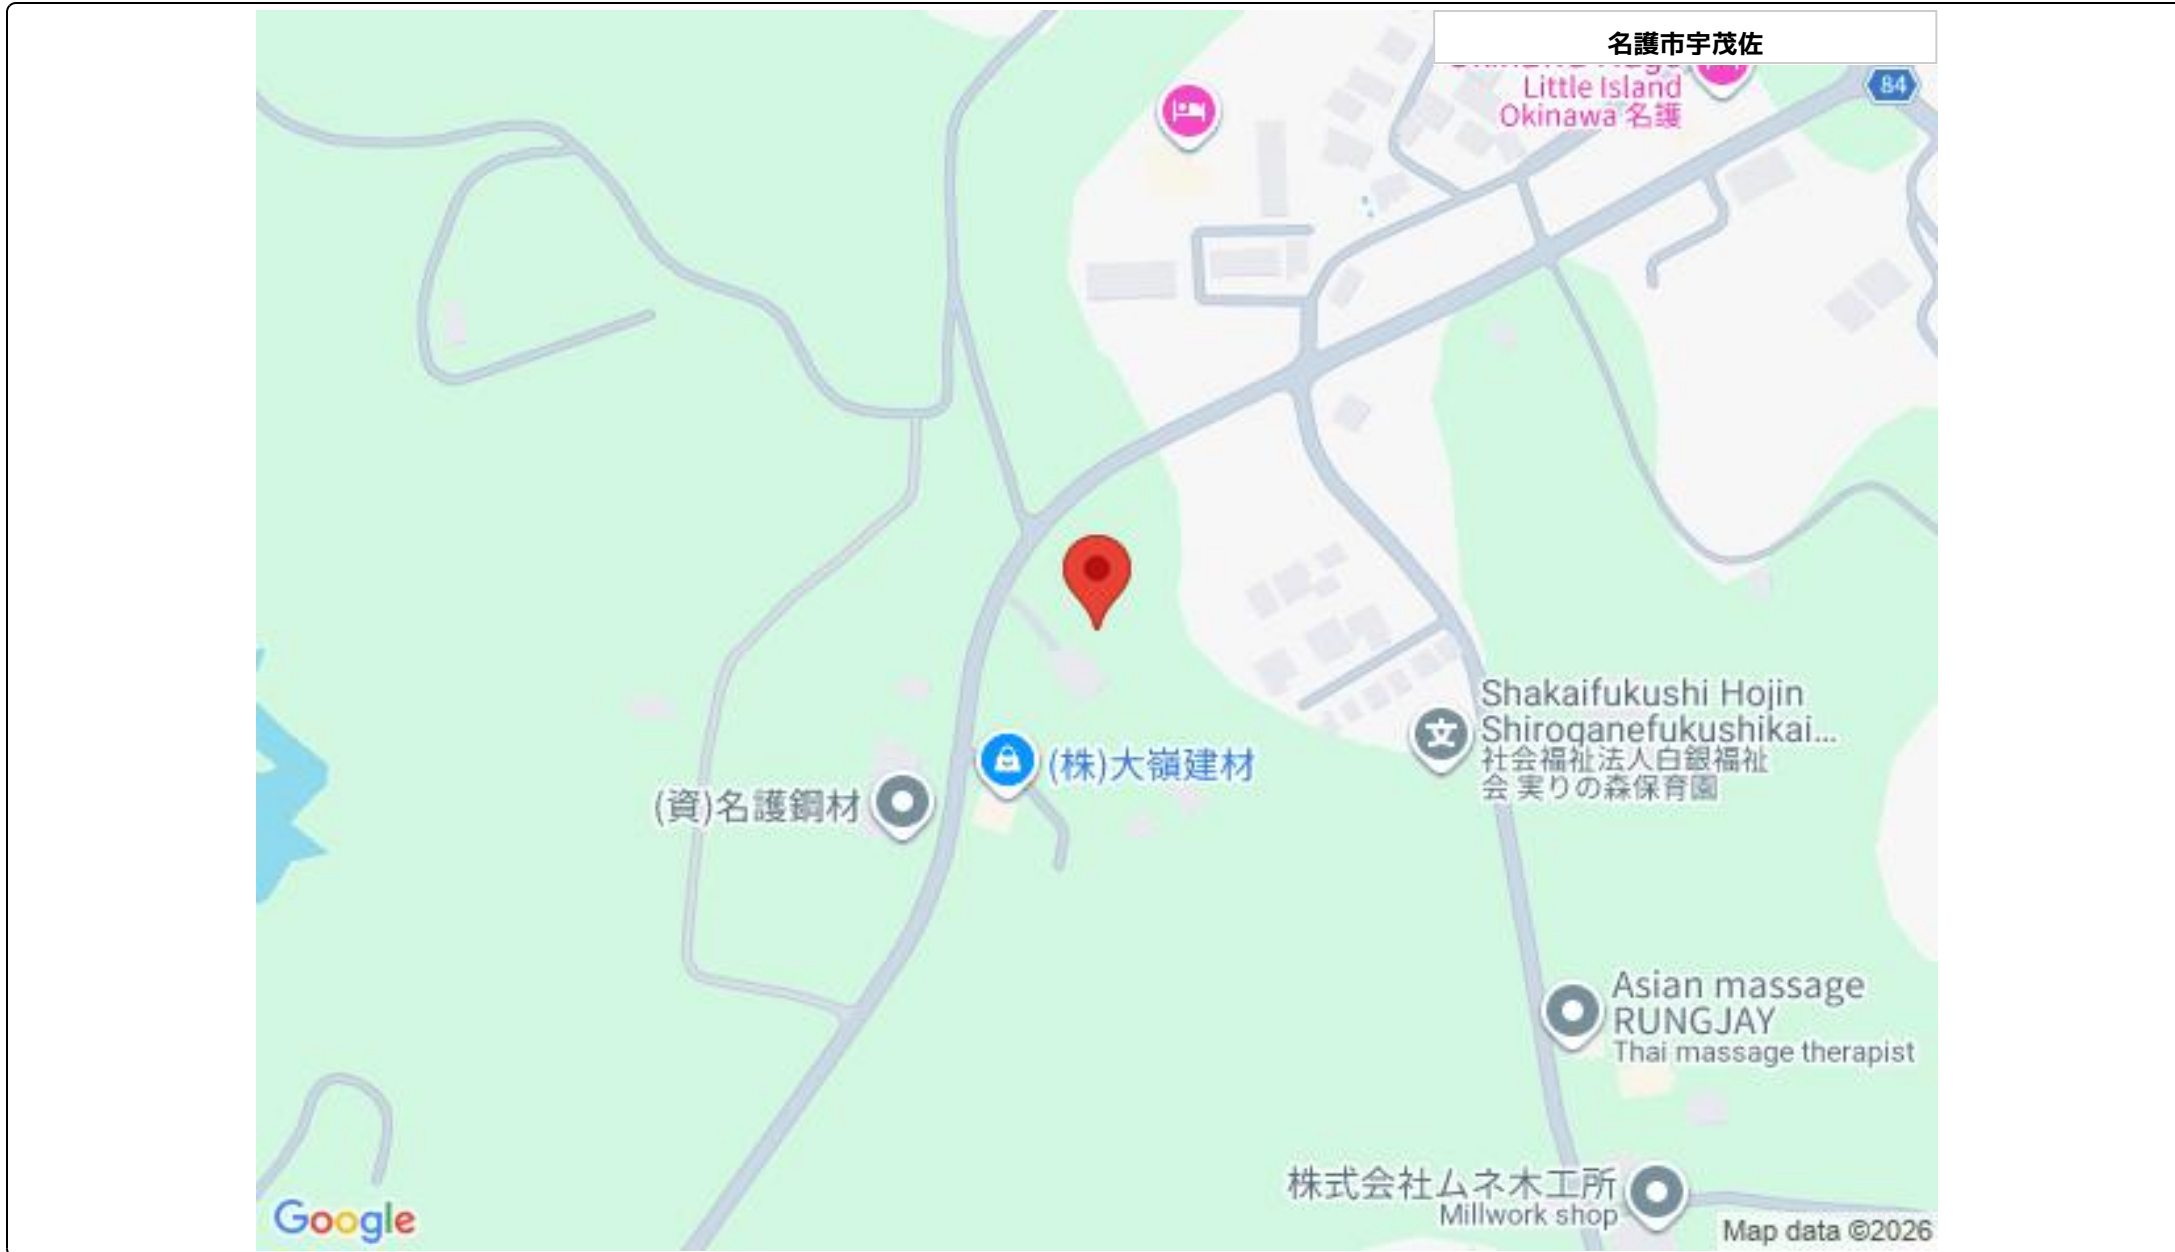 名護市宇茂佐
Little Island
Okinawa 名護
84
Shakaifukushi Hojin
Shiroganefukushikai...
社会福祉法人白銀福祉
会 実りの森保育園
(株)大嶺建材
(資)名護鋼材
Asian massage
RUNGJAY
Thai massage therapist
株式会社ムネ木工所
Millwork shop
Google
Map data ©2026